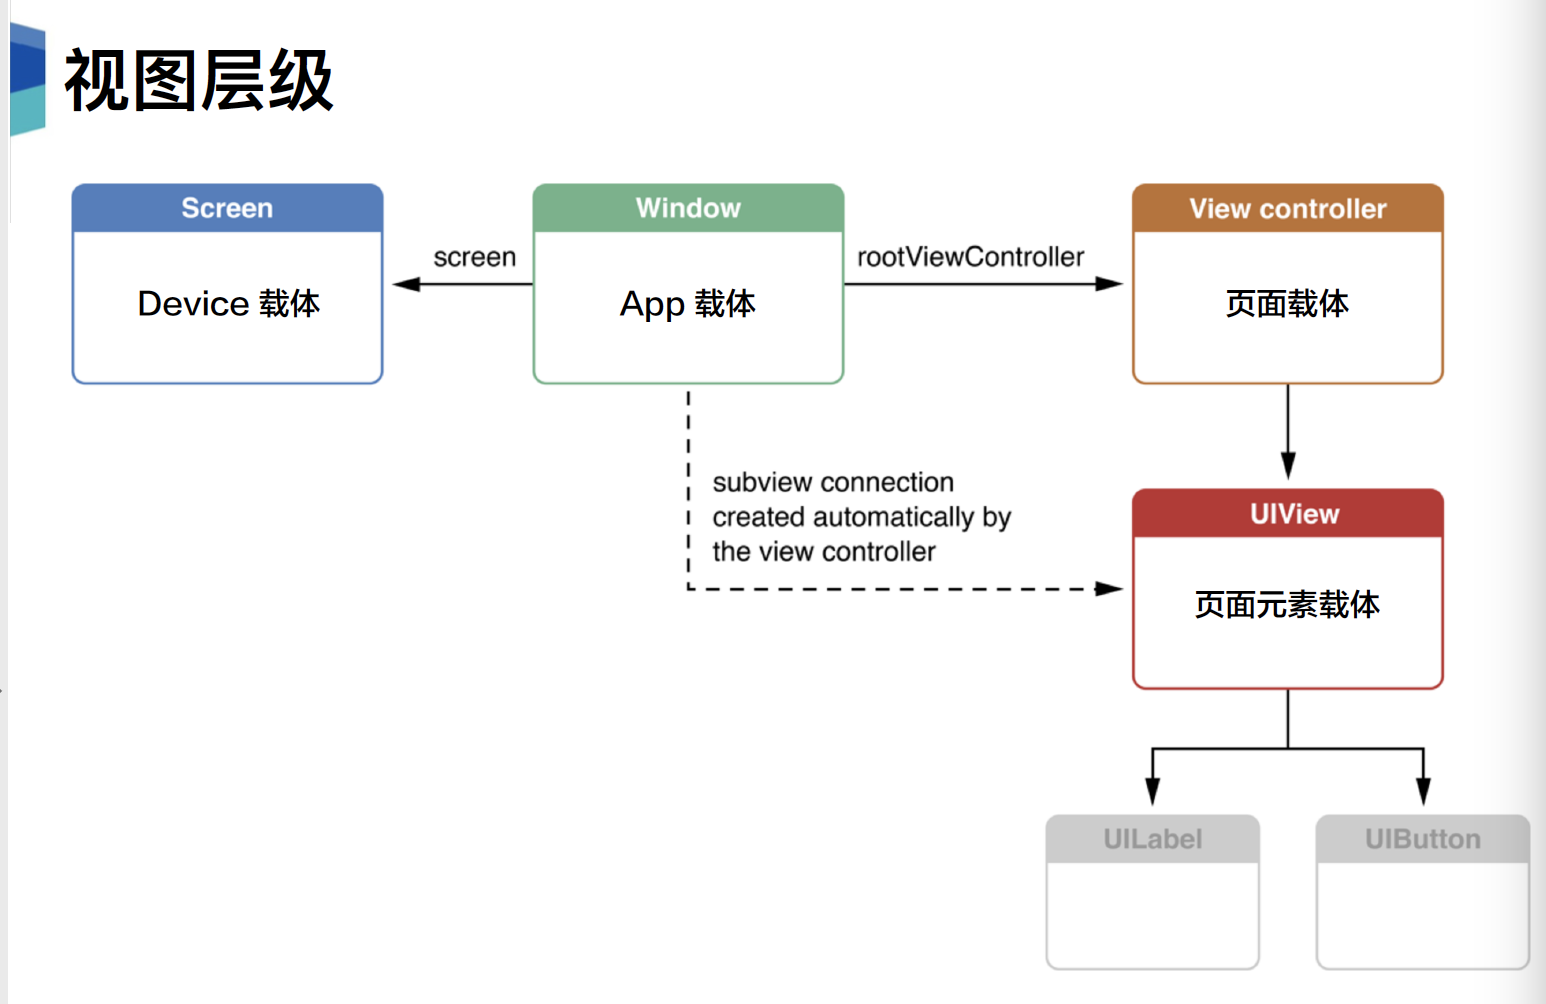 视图层级
Screen
Device 载体
screen
Window
App 载体
rootViewController
View controller
页面载体
subview connection
created automatically by
the view controller
UIView
页面元素载体
UILabel
UIButton